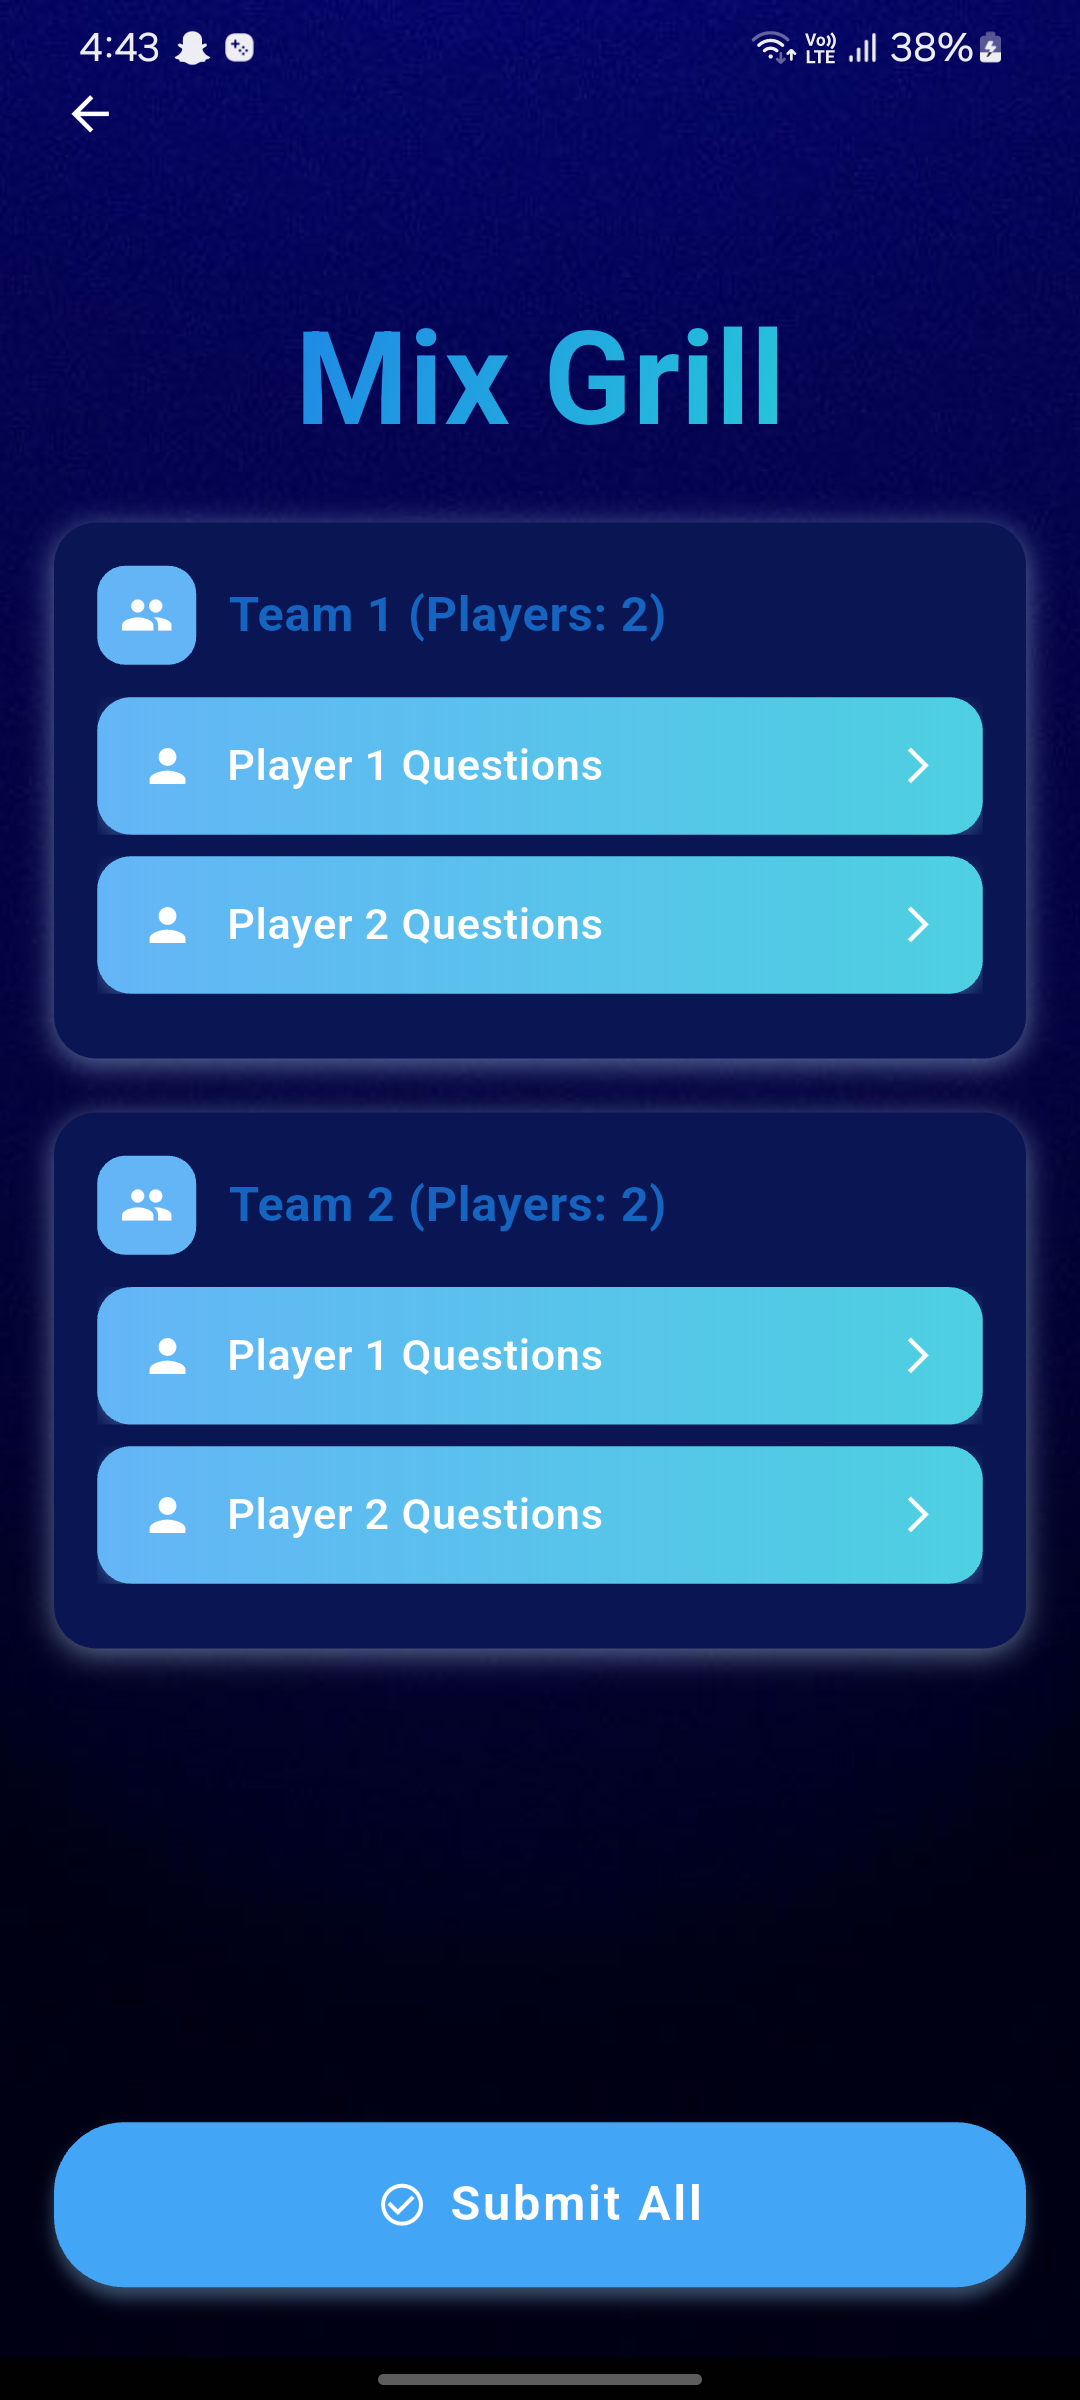 4:43 Vo)) LTE 38%
Mix Grill
Team 1 (Players: 2)
Player 1 Questions
Player 2 Questions
Team 2 (Players: 2)
Player 1 Questions
Player 2 Questions
Submit All